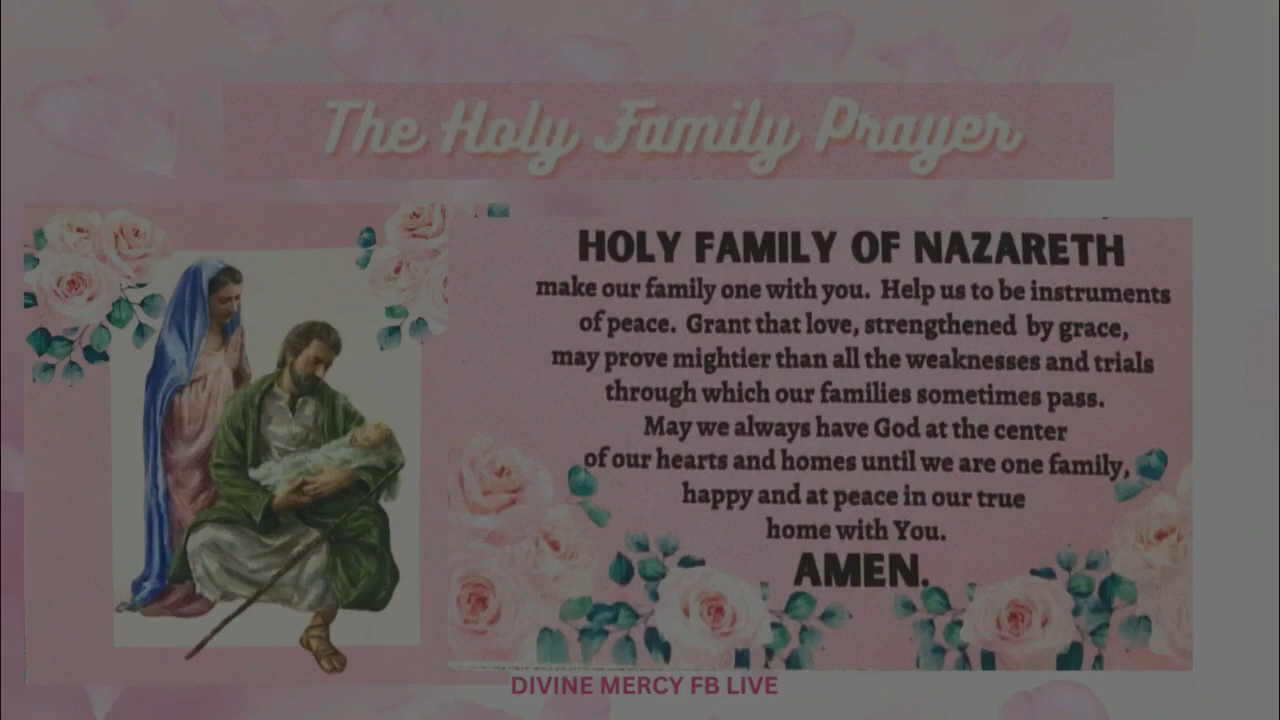 The Holy Family Prayer
HOLY FAMILY OF NAZARETH
make our family one with you. Help us to be instruments
of peace. Grant that love, strengthened by grace,
may prove mightier than all the weaknesses and trials
through which our families sometimes pass.
May we always have God at the center
of our hearts and homes until we are one family,
happy and at peace in our true
home with You.
AMEN.
DIVINE MERCY FB LIVE